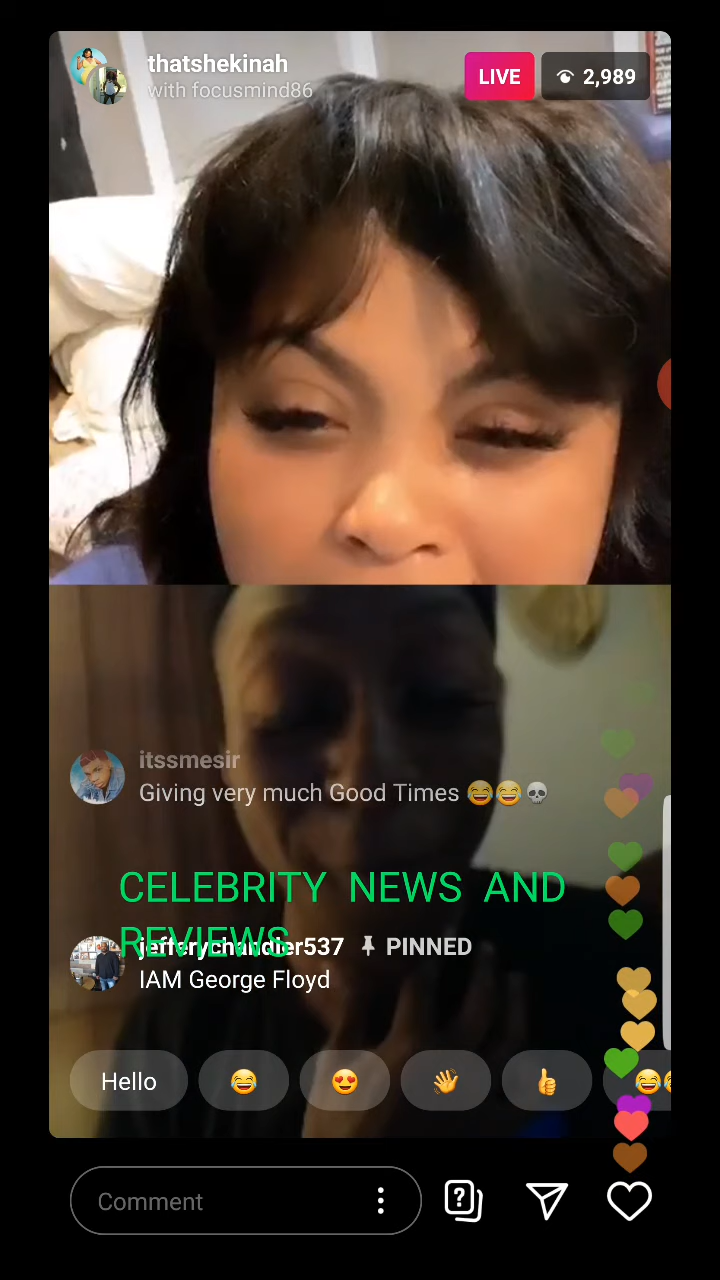 thatshekinah
with focusmind86
LIVE
2,989
itssmesir
Giving very much Good Times 😂😂💀
CELEBRITY NEWS AND
REVIEWS
jefferychandler537 PINNED
IAM George Floyd
Hello
Comment